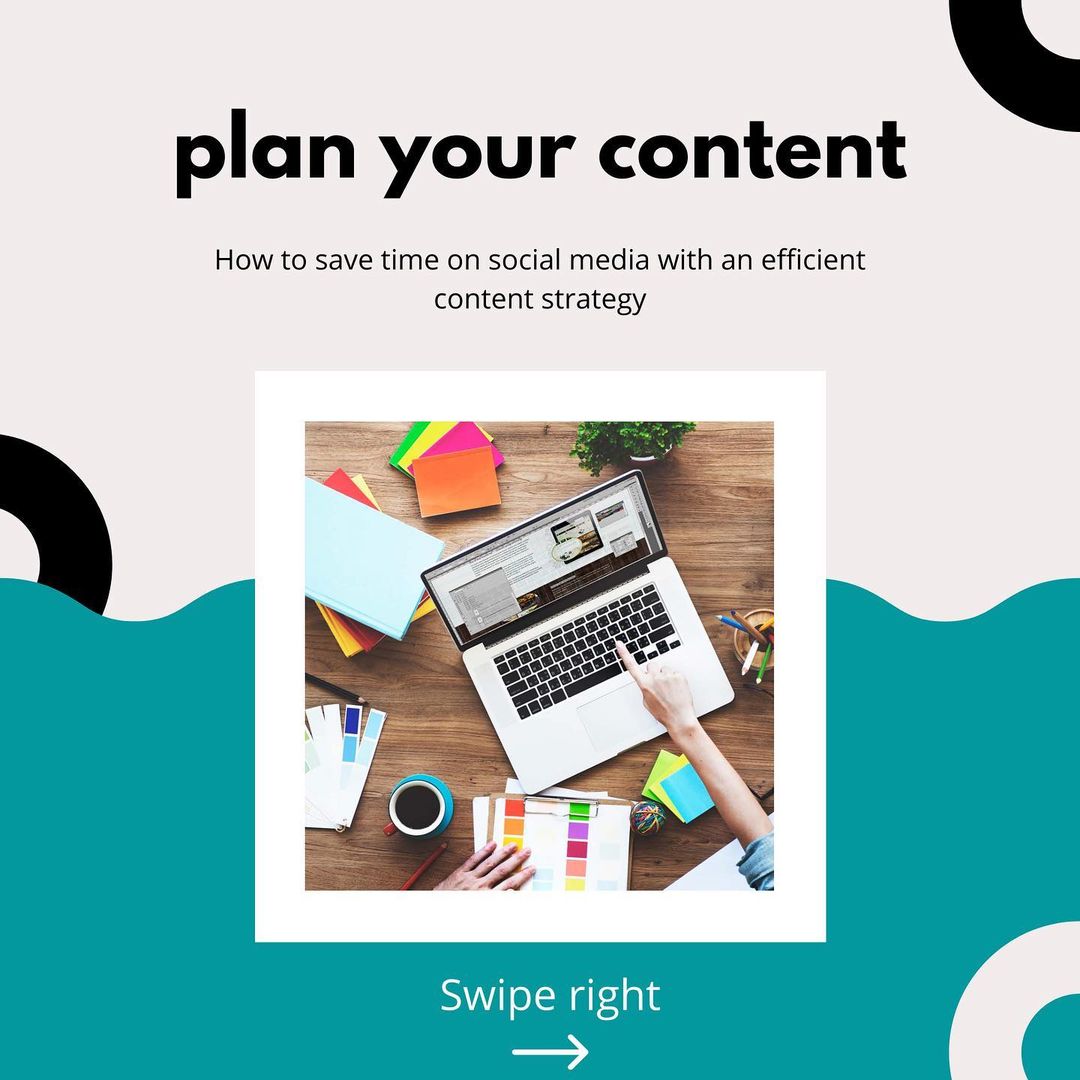 plan your content
How to save time on social media with an efficient
content strategy
Swipe right